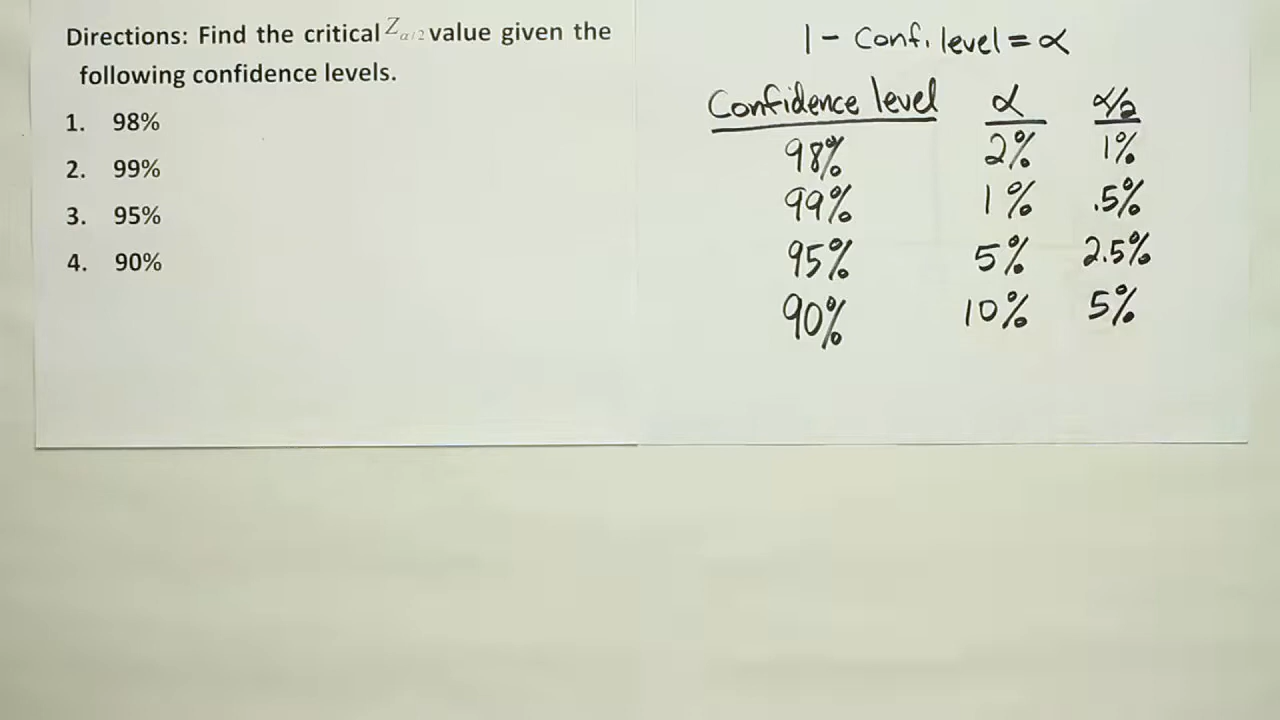 Directions: Find the critical Zα/2 value given the
following confidence levels.
1. 98%
2. 99%
3. 95%
4. 90%
1 - Conf. level = α
Confidence level α α/2
98% 2% 1%
99% 1% .5%
95% 5% 2.5%
90% 10% 5%